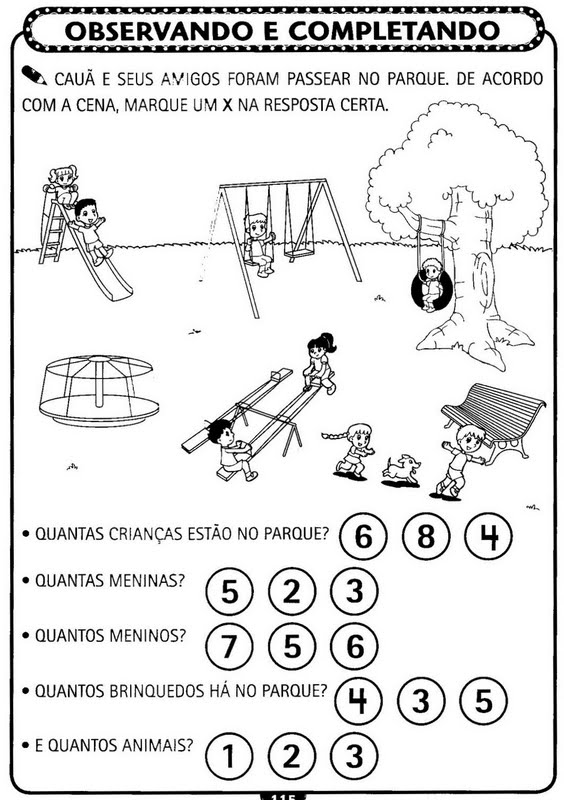 OBSERVANDO E COMPLETANDO
CAUÃ E SEUS AMIGOS FORAM PASSEAR NO PARQUE. DE ACORDO
COM A CENA, MARQUE UM X NA RESPOSTA CERTA.
• QUANTAS CRIANÇAS ESTÃO NO PARQUE? 6 8 4
• QUANTAS MENINAS? 5 2 3
• QUANTOS MENINOS? 7 5 6
• QUANTOS BRINQUEDOS HÁ NO PARQUE? 4 3 5
• E QUANTOS ANIMAIS? 1 2 3